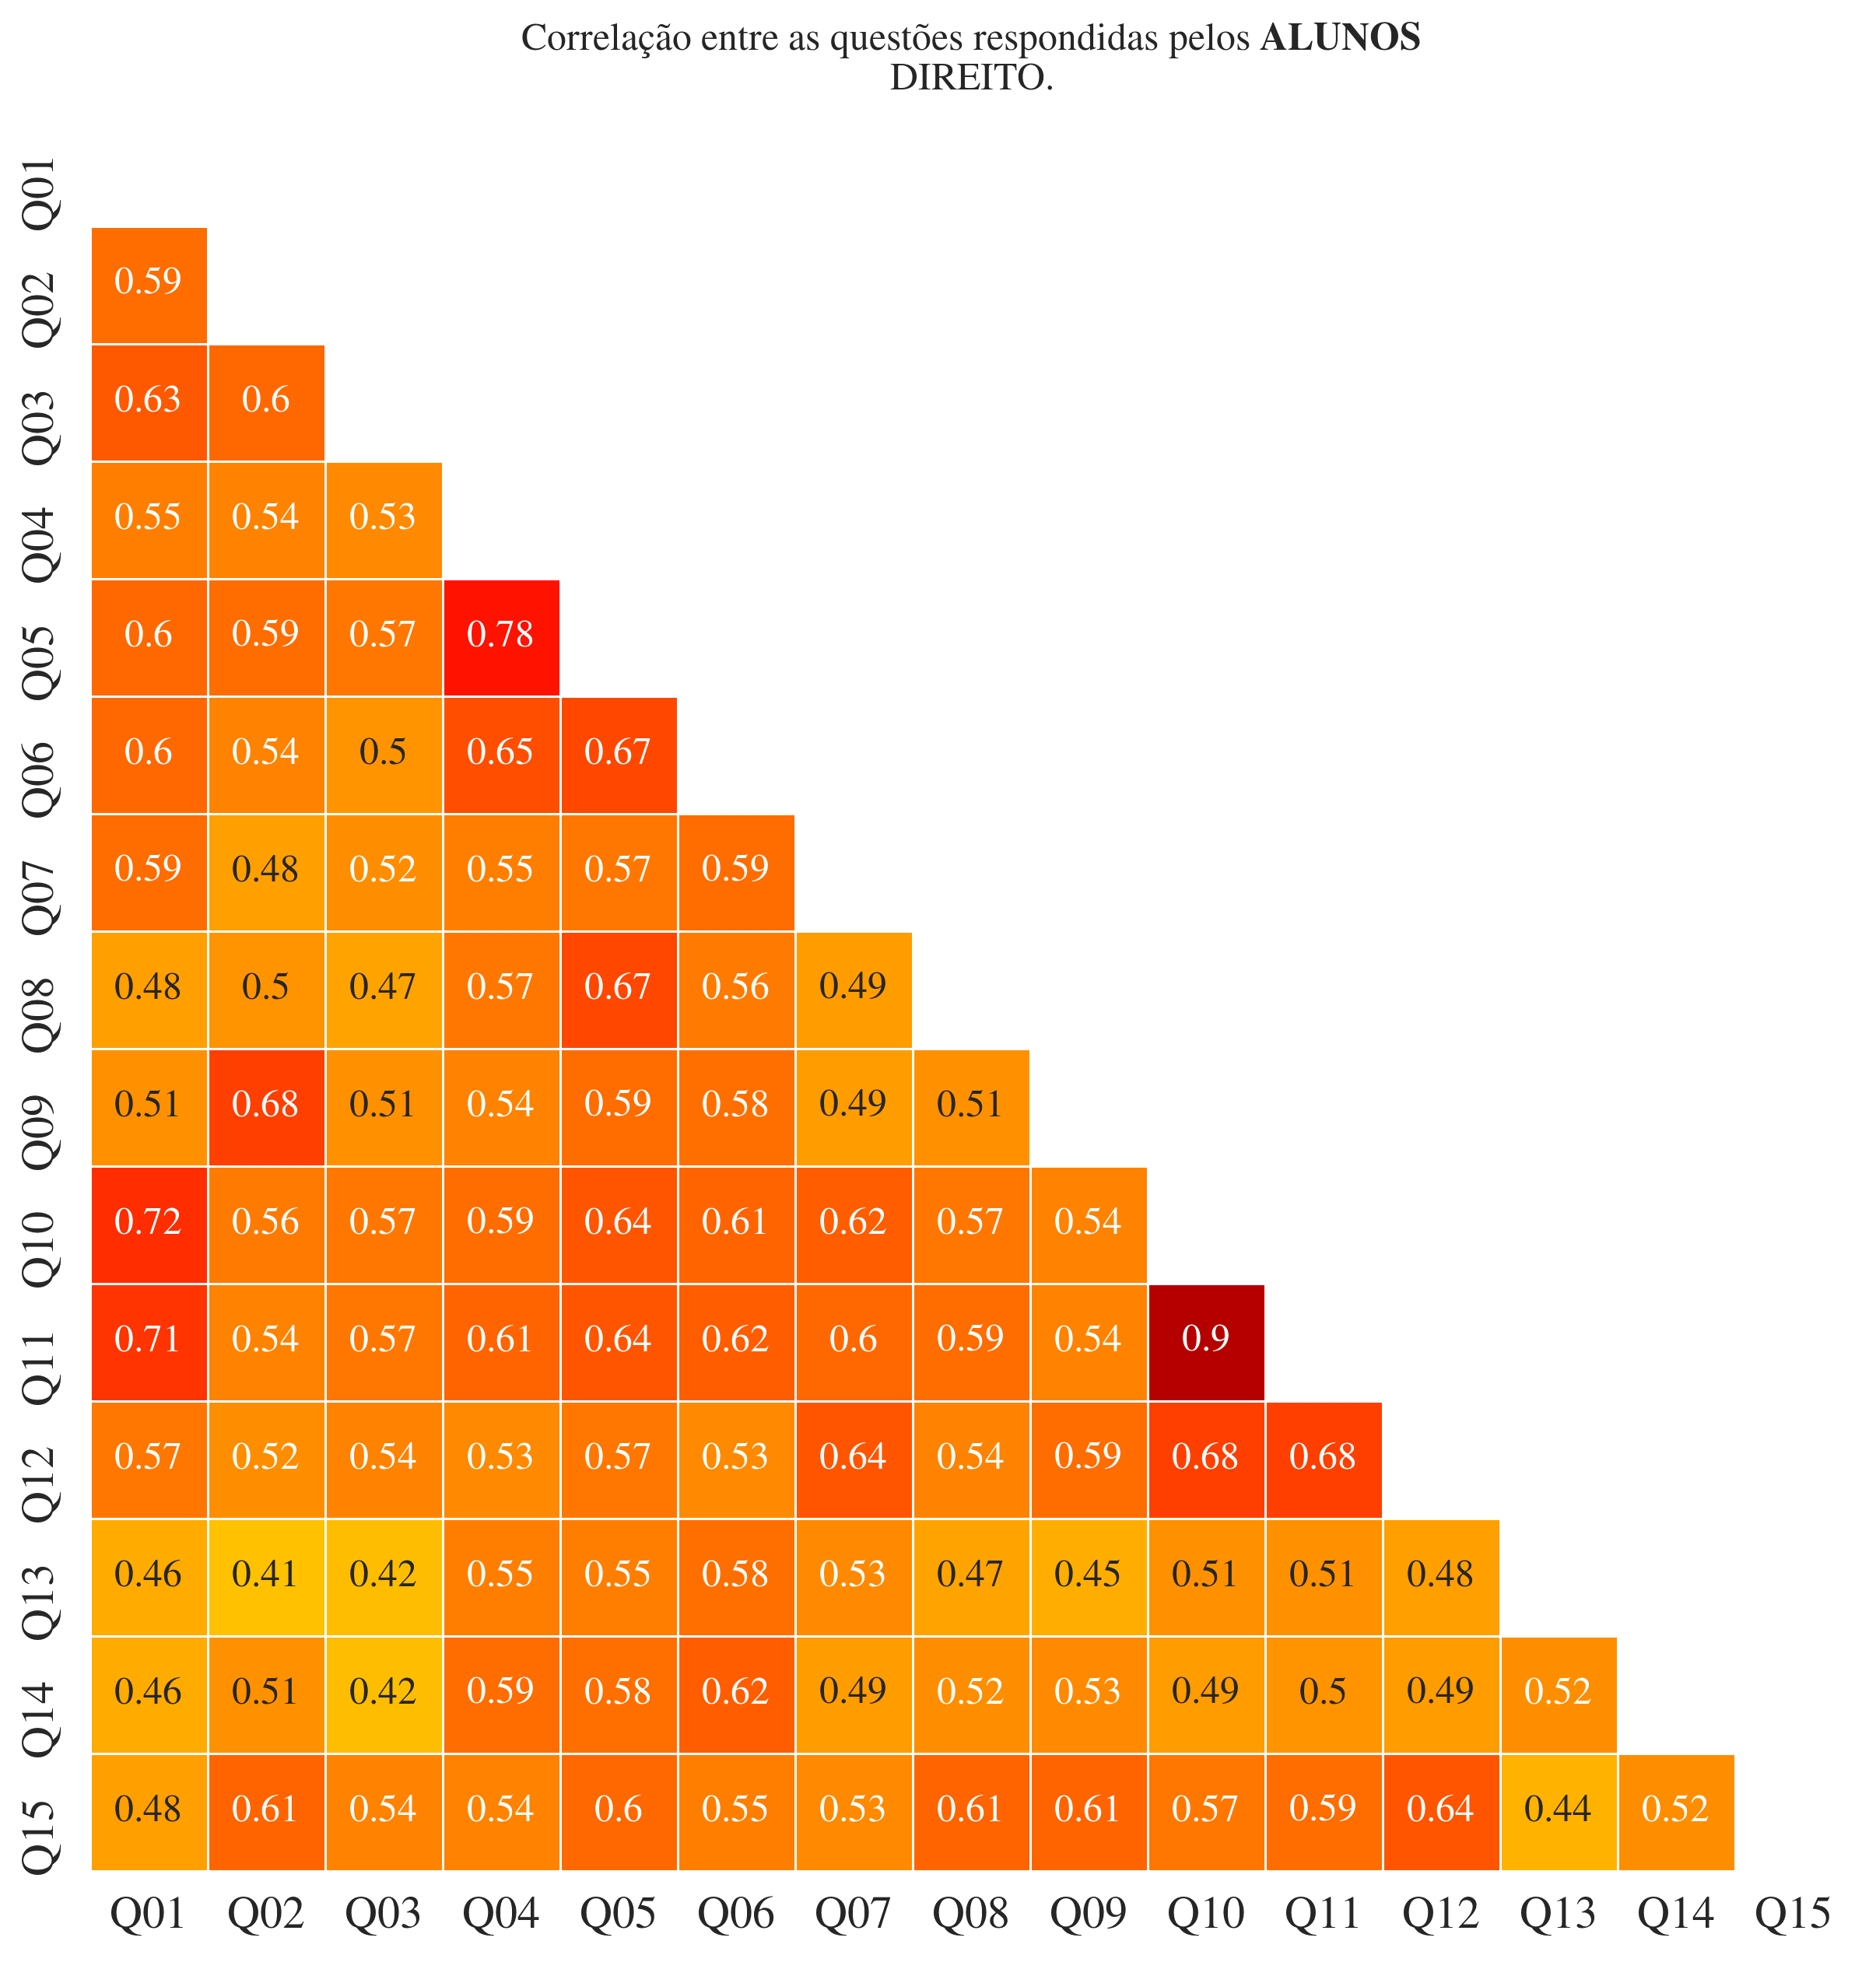 Correlação entre as questões respondidas pelos ALUNOS
DIREITO.
Q01
Q02 0.59
Q03 0.63 0.6
Q04 0.55 0.54 0.53
Q05 0.6 0.59 0.57 0.78
Q06 0.6 0.54 0.5 0.65 0.67
Q07 0.59 0.48 0.52 0.55 0.57 0.59
Q08 0.48 0.5 0.47 0.57 0.67 0.56 0.49
Q09 0.51 0.68 0.51 0.54 0.59 0.58 0.49 0.51
Q10 0.72 0.56 0.57 0.59 0.64 0.61 0.62 0.57 0.54
Q11 0.71 0.54 0.57 0.61 0.64 0.62 0.6 0.59 0.54 0.9
Q12 0.57 0.52 0.54 0.53 0.57 0.53 0.64 0.54 0.59 0.68 0.68
Q13 0.46 0.41 0.42 0.55 0.55 0.58 0.53 0.47 0.45 0.51 0.51 0.48
Q14 0.46 0.51 0.42 0.59 0.58 0.62 0.49 0.52 0.53 0.49 0.5 0.49 0.52
Q15 0.48 0.61 0.54 0.54 0.6 0.55 0.53 0.61 0.61 0.57 0.59 0.64 0.44 0.52
Q01 Q02 Q03 Q04 Q05 Q06 Q07 Q08 Q09 Q10 Q11 Q12 Q13 Q14 Q15